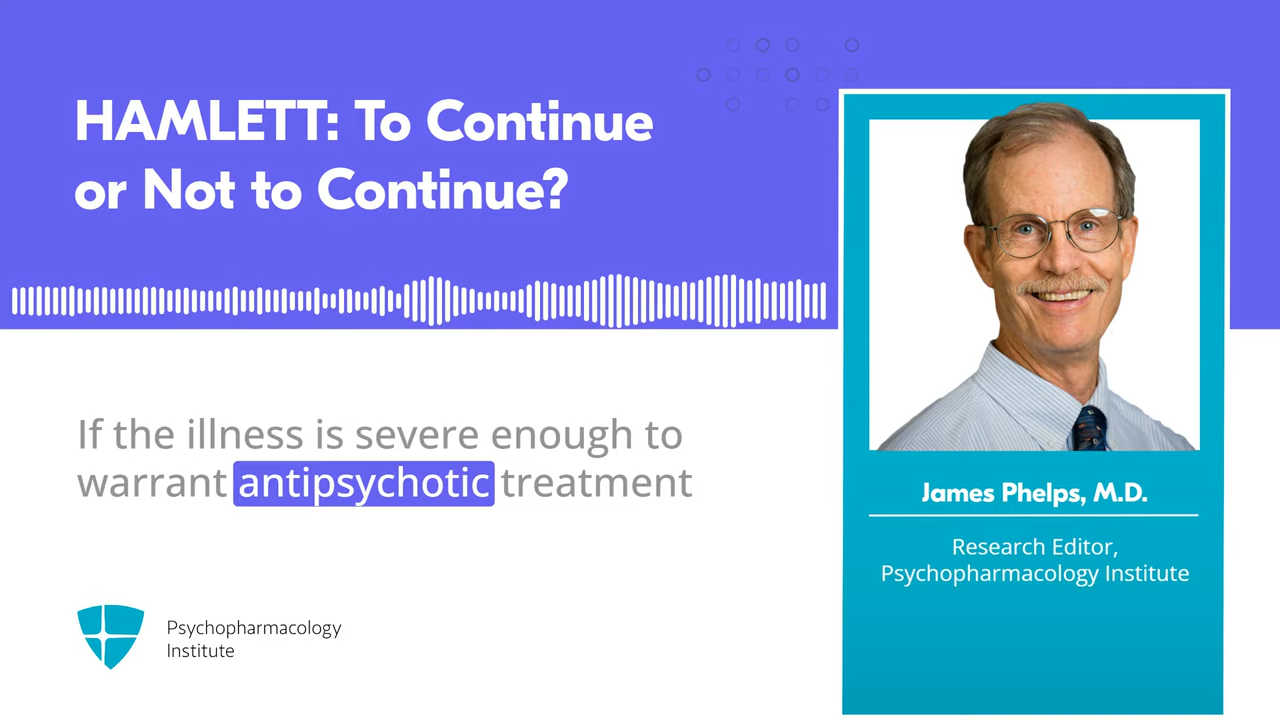 HAMLETT: To Continue
or Not to Continue?
If the illness is severe enough to
warrant antipsychotic treatment
Psychopharmacology
Institute
James Phelps, M.D.
Research Editor,
Psychopharmacology Institute